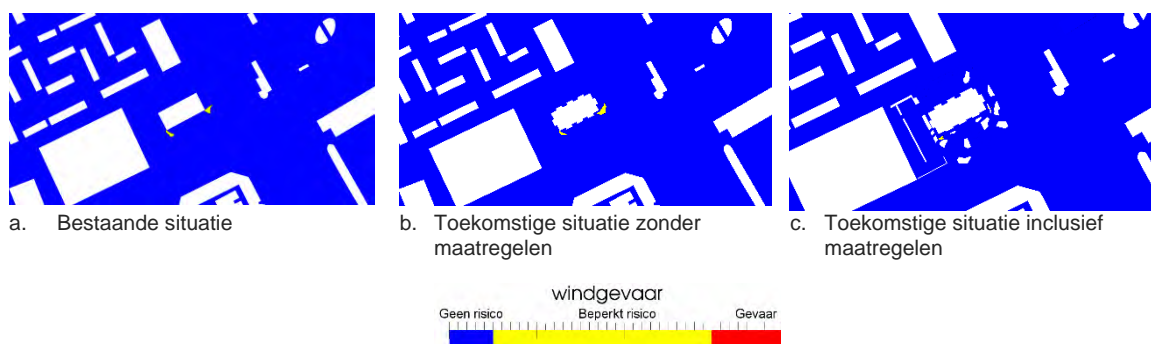 a. Bestaande situatie
b. Toekomstige situatie zonder
maatregelen
c. Toekomstige situatie inclusief
maatregelen
windgevaar
Geen risico Beperkt risico Gevaar